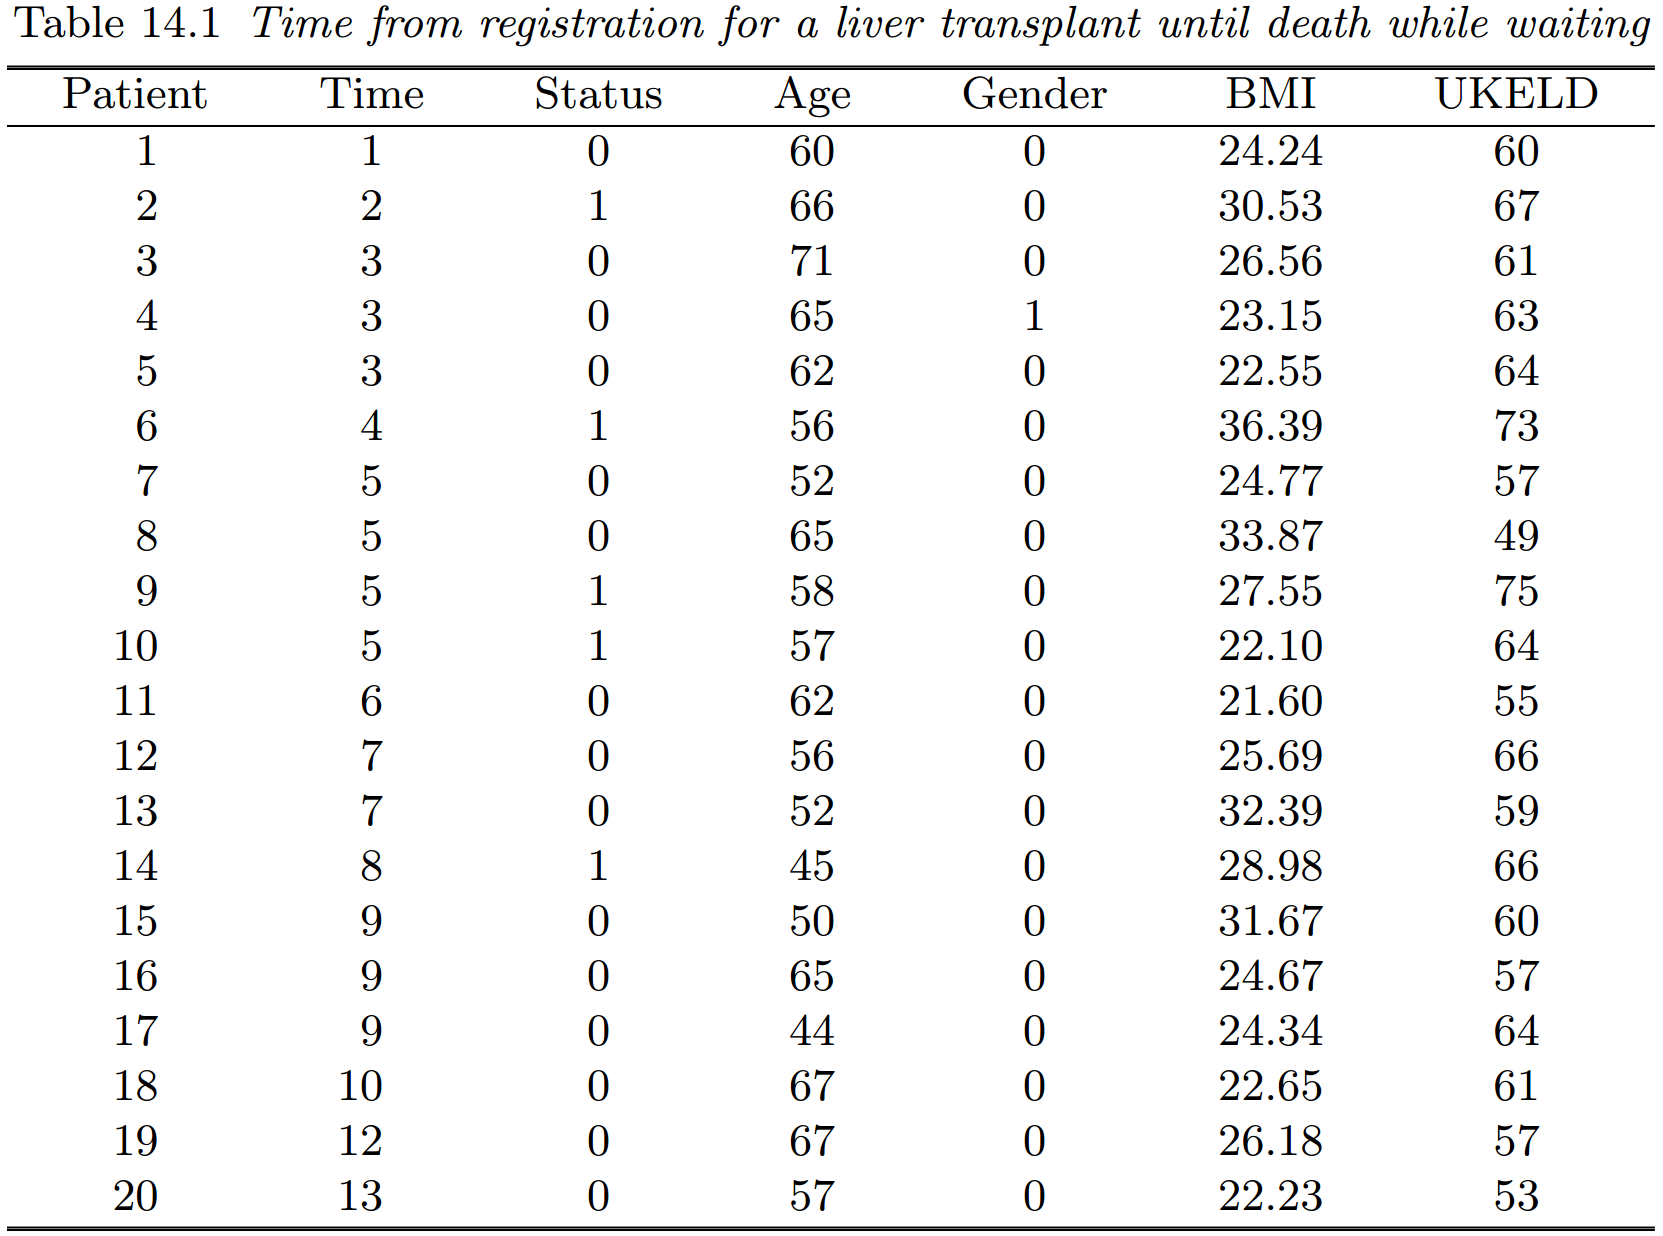 Table 14.1 Time from registration for a liver transplant until death while waiting
Patient Time Status Age Gender BMI UKELD
1 1 0 60 0 24.24 60
2 2 1 66 0 30.53 67
3 3 0 71 0 26.56 61
4 3 0 65 1 23.15 63
5 3 0 62 0 22.55 64
6 4 1 56 0 36.39 73
7 5 0 52 0 24.77 57
8 5 0 65 0 33.87 49
9 5 1 58 0 27.55 75
10 5 1 57 0 22.10 64
11 6 0 62 0 21.60 55
12 7 0 56 0 25.69 66
13 7 0 52 0 32.39 59
14 8 1 45 0 28.98 66
15 9 0 50 0 31.67 60
16 9 0 65 0 24.67 57
17 9 0 44 0 24.34 64
18 10 0 67 0 22.65 61
19 12 0 67 0 26.18 57
20 13 0 57 0 22.23 53